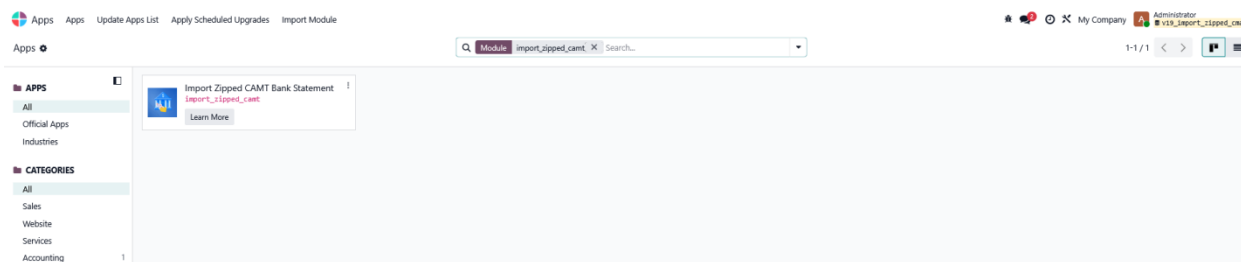 Apps Apps Update Apps List Apply Scheduled Upgrades Import Module
2 My Company A Administrator
v19_import_zipped_cma
Apps
Module import_zipped_camt Search...
1-1 / 1
APPS
All
Official Apps
Industries
CATEGORIES
All
Sales
Website
Services
Accounting 1
Import Zipped CAMT Bank Statement
import_zipped_camt
Learn More